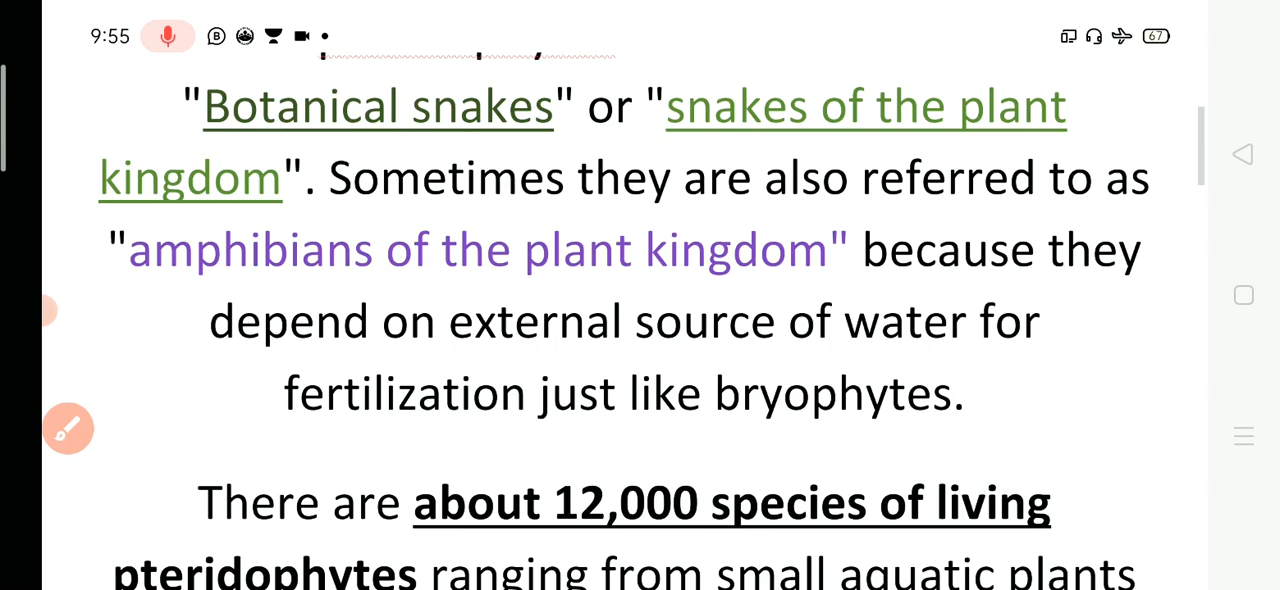 9:55
67
"Botanical snakes" or "snakes of the plant
kingdom". Sometimes they are also referred to as
"amphibians of the plant kingdom" because they
depend on external source of water for
fertilization just like bryophytes.
There are about 12,000 species of living
pteridophytes ranging from small aquatic plants